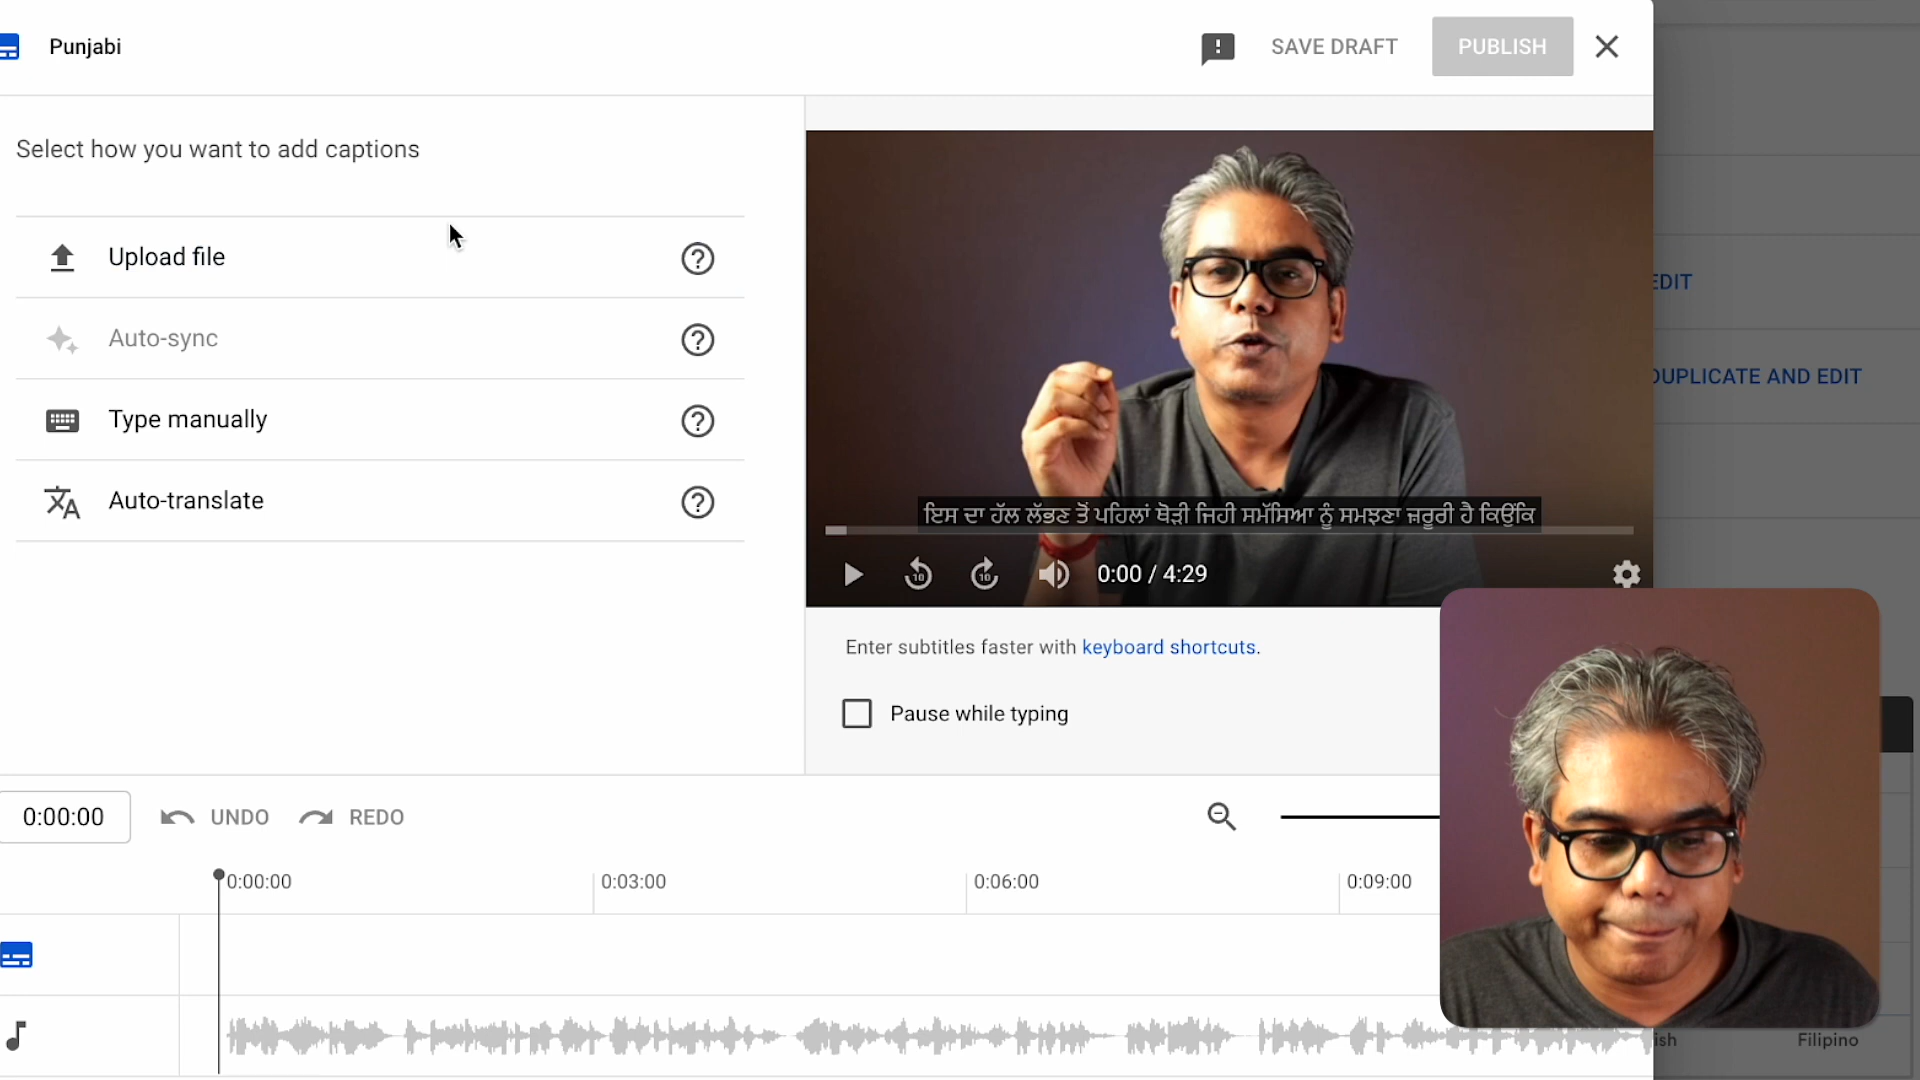 Punjabi
SAVE DRAFT
PUBLISH
Select how you want to add captions
Upload file
Auto-sync
Type manually
Auto-translate
ਇਸ ਦਾ ਹੱਲ ਲੱਭਣ ਤੋਂ ਪਹਿਲਾਂ ਥੋੜੀ ਜਿਹੀ ਸਮੱਸਿਆ ਨੂੰ ਸਮਝਣਾ ਜ਼ਰੂਰੀ ਹੈ ਕਿਉਂਕਿ
10
10
0:00 / 4:29
Enter subtitles faster with keyboard shortcuts.
Pause while typing
EDIT
DUPLICATE AND EDIT
0:00:00
UNDO
REDO
0:00:00
0:03:00
0:06:00
0:09:00
ish
Filipino